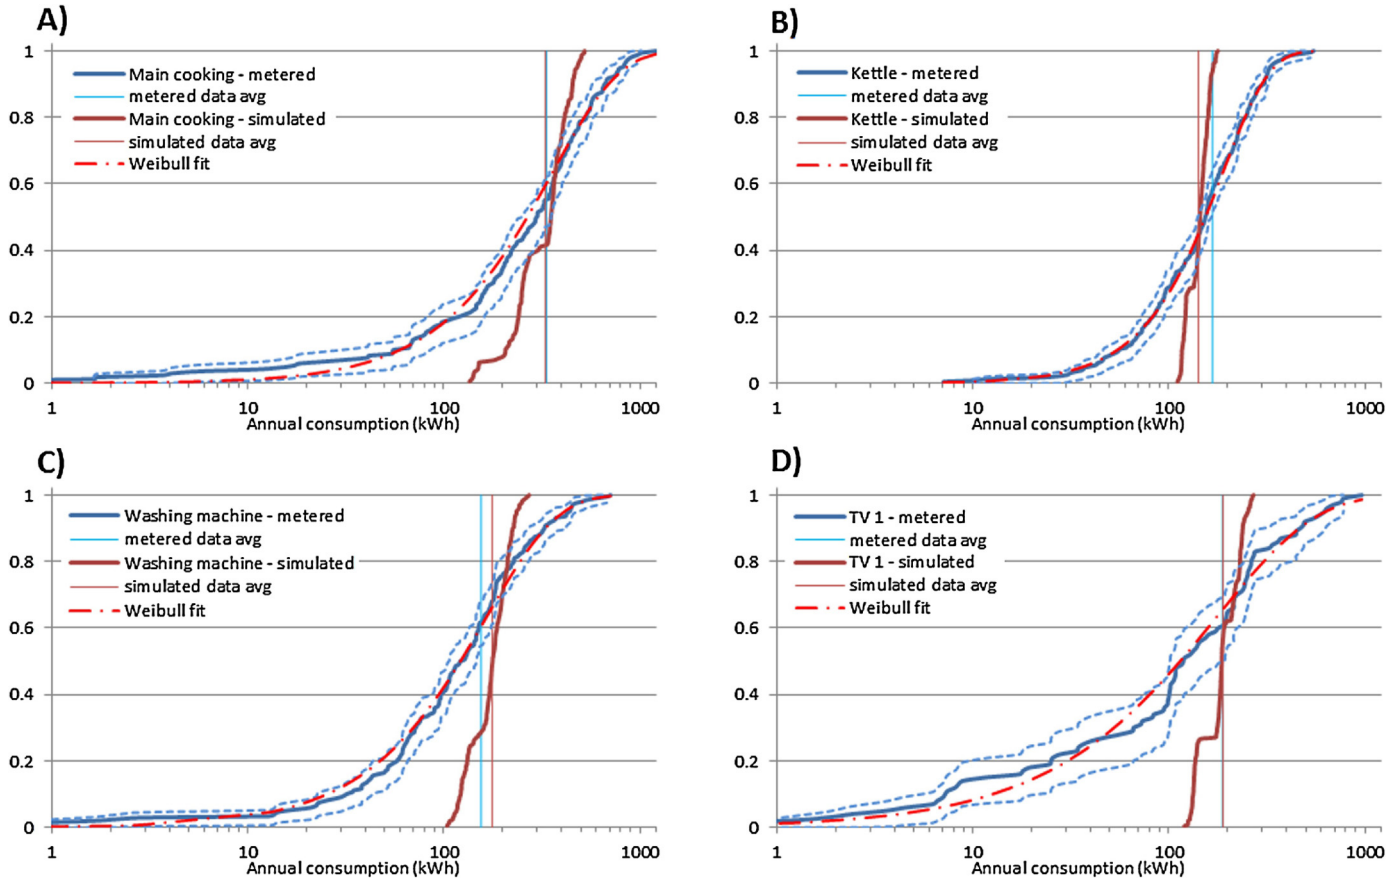 A)
1
0.8
0.6
0.4
0.2
0
Main cooking - metered
metered data avg
Main cooking - simulated
simulated data avg
Weibull fit
1 10 100 1000
Annual consumption (kWh)
B)
1
0.8
0.6
0.4
0.2
0
Kettle - metered
metered data avg
Kettle - simulated
simulated data avg
Weibull fit
1 10 100 1000
Annual consumption (kWh)
C)
1
0.8
0.6
0.4
0.2
0
Washing machine - metered
metered data avg
Washing machine - simulated
simulated data avg
Weibull fit
1 10 100 1000
Annual consumption (kWh)
D)
1
0.8
0.6
0.4
0.2
0
TV 1 - metered
metered data avg
TV 1 - simulated
simulated data avg
Weibull fit
1 10 100 1000
Annual consumption (kWh)